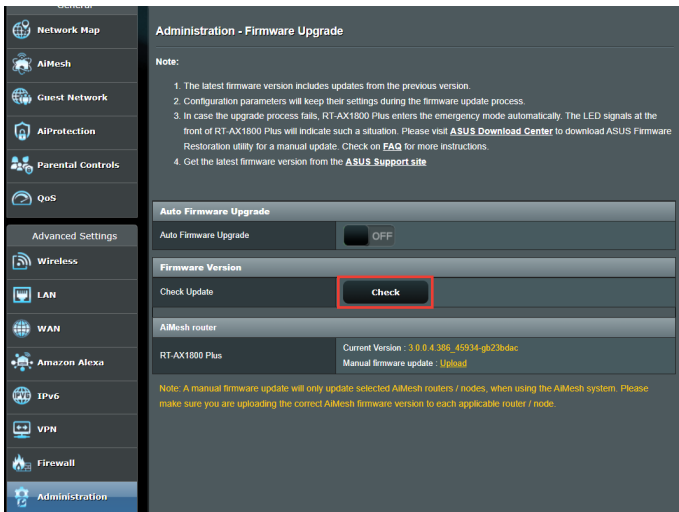 General
Network Map
AiMesh
Guest Network
AiProtection
Parental Controls
QoS
Advanced Settings
Wireless
LAN
WAN
Amazon Alexa
IPv6
VPN
Firewall
Administration
Administration - Firmware Upgrade
Note:
1. The latest firmware version includes updates from the previous version.
2. Configuration parameters will keep their settings during the firmware update process.
3. In case the upgrade process fails, RT-AX1800 Plus enters the emergency mode automatically. The LED signals at the
front of RT-AX1800 Plus will indicate such a situation. Please visit ASUS Download Center to download ASUS Firmware
Restoration utility for a manual update. Check on FAQ for more instructions.
4. Get the latest firmware version from the ASUS Support site
Auto Firmware Upgrade
Auto Firmware Upgrade OFF
Firmware Version
Check Update Check
AiMesh router
RT-AX1800 Plus
Current Version : 3.0.0.4.386_45934-gb23bdac
Manual firmware update : Upload
Note: A manual firmware update will only update selected AiMesh routers / nodes, when using the AiMesh system. Please
make sure you are uploading the correct AiMesh firmware version to each applicable router / node.